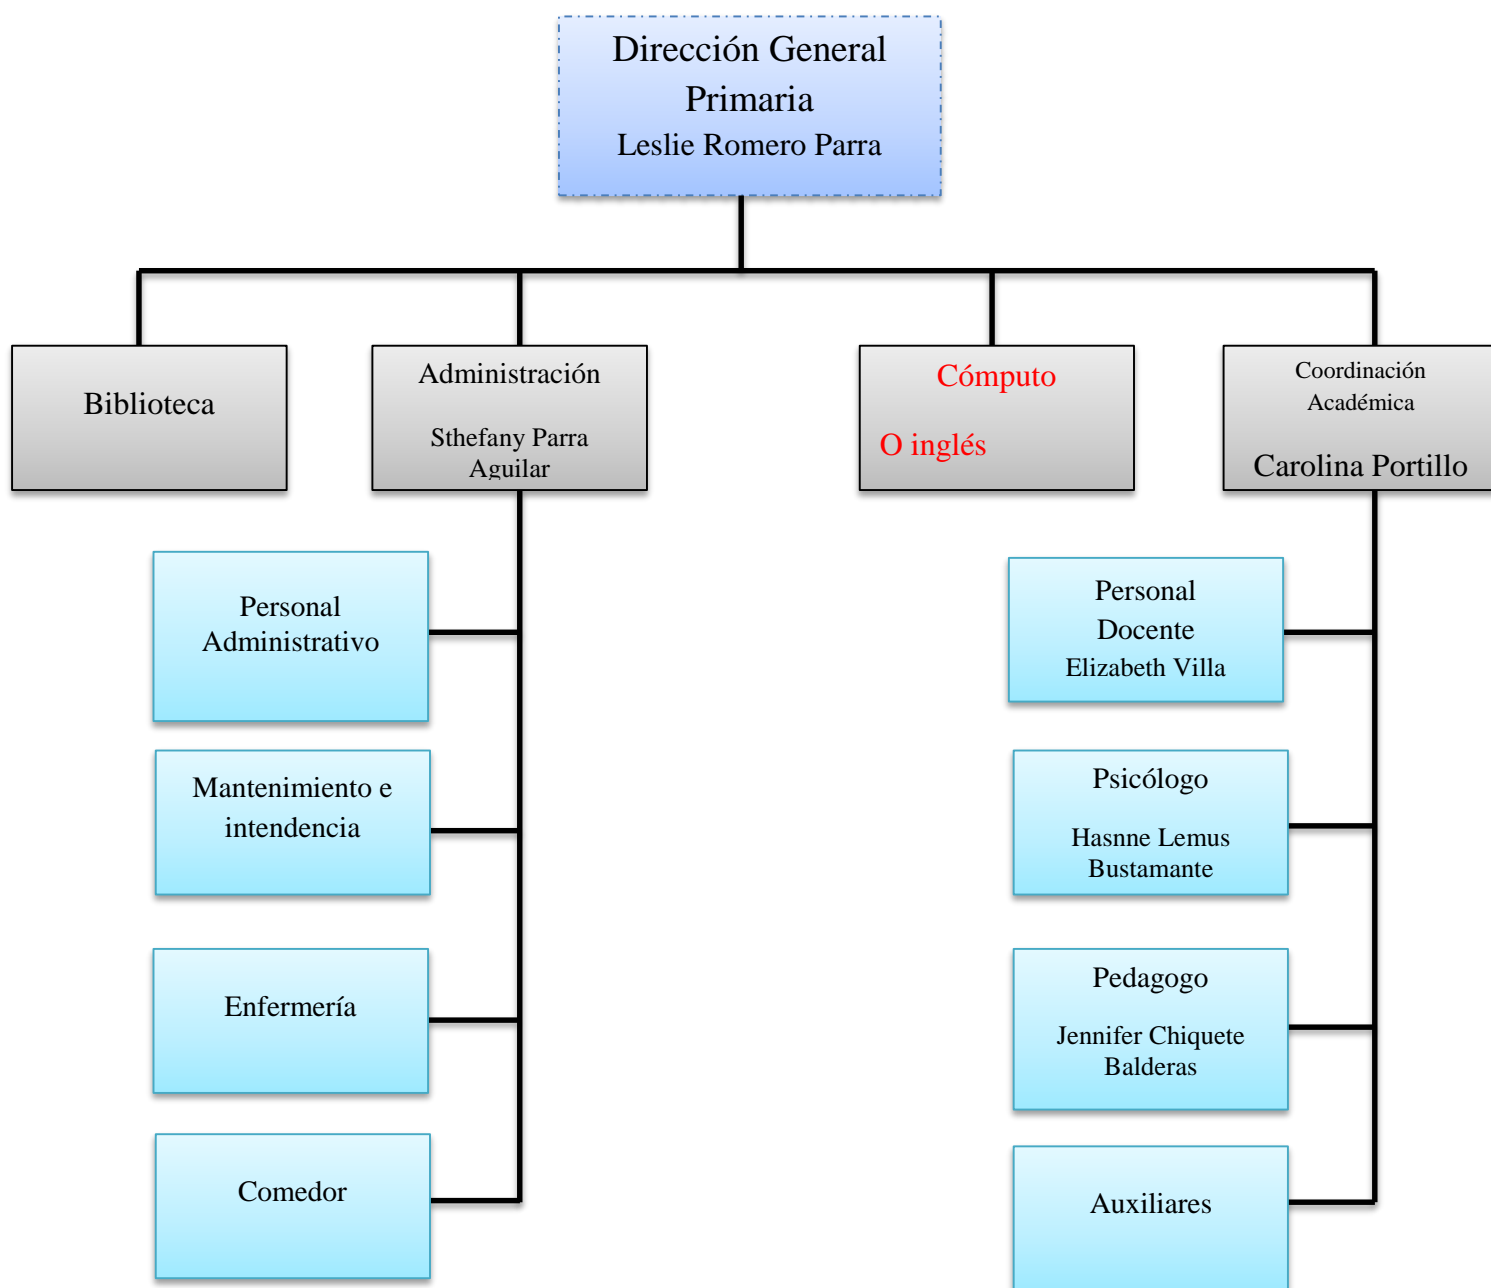 Dirección General
Primaria
Leslie Romero Parra
Biblioteca
Administración
Sthefany Parra
Aguilar
Cómputo
O inglés
Coordinación
Académica
Carolina Portillo
Personal
Administrativo
Mantenimiento e
intendencia
Enfermería
Comedor
Personal
Docente
Elizabeth Villa
Psicólogo
Hasnne Lemus
Bustamante
Pedagogo
Jennifer Chiquete
Balderas
Auxiliares